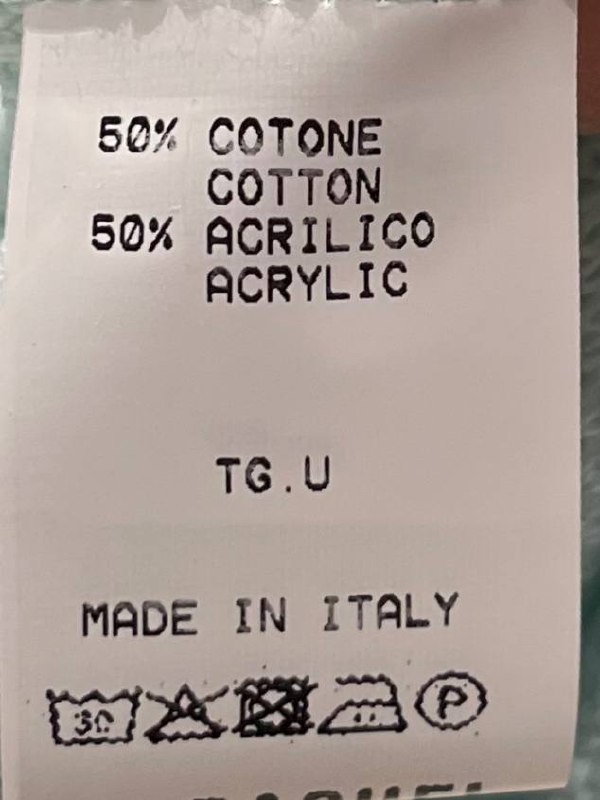 50% COTONE
COTTON
50% ACRILICO
ACRYLIC
TG.U
MADE IN ITALY
30
P